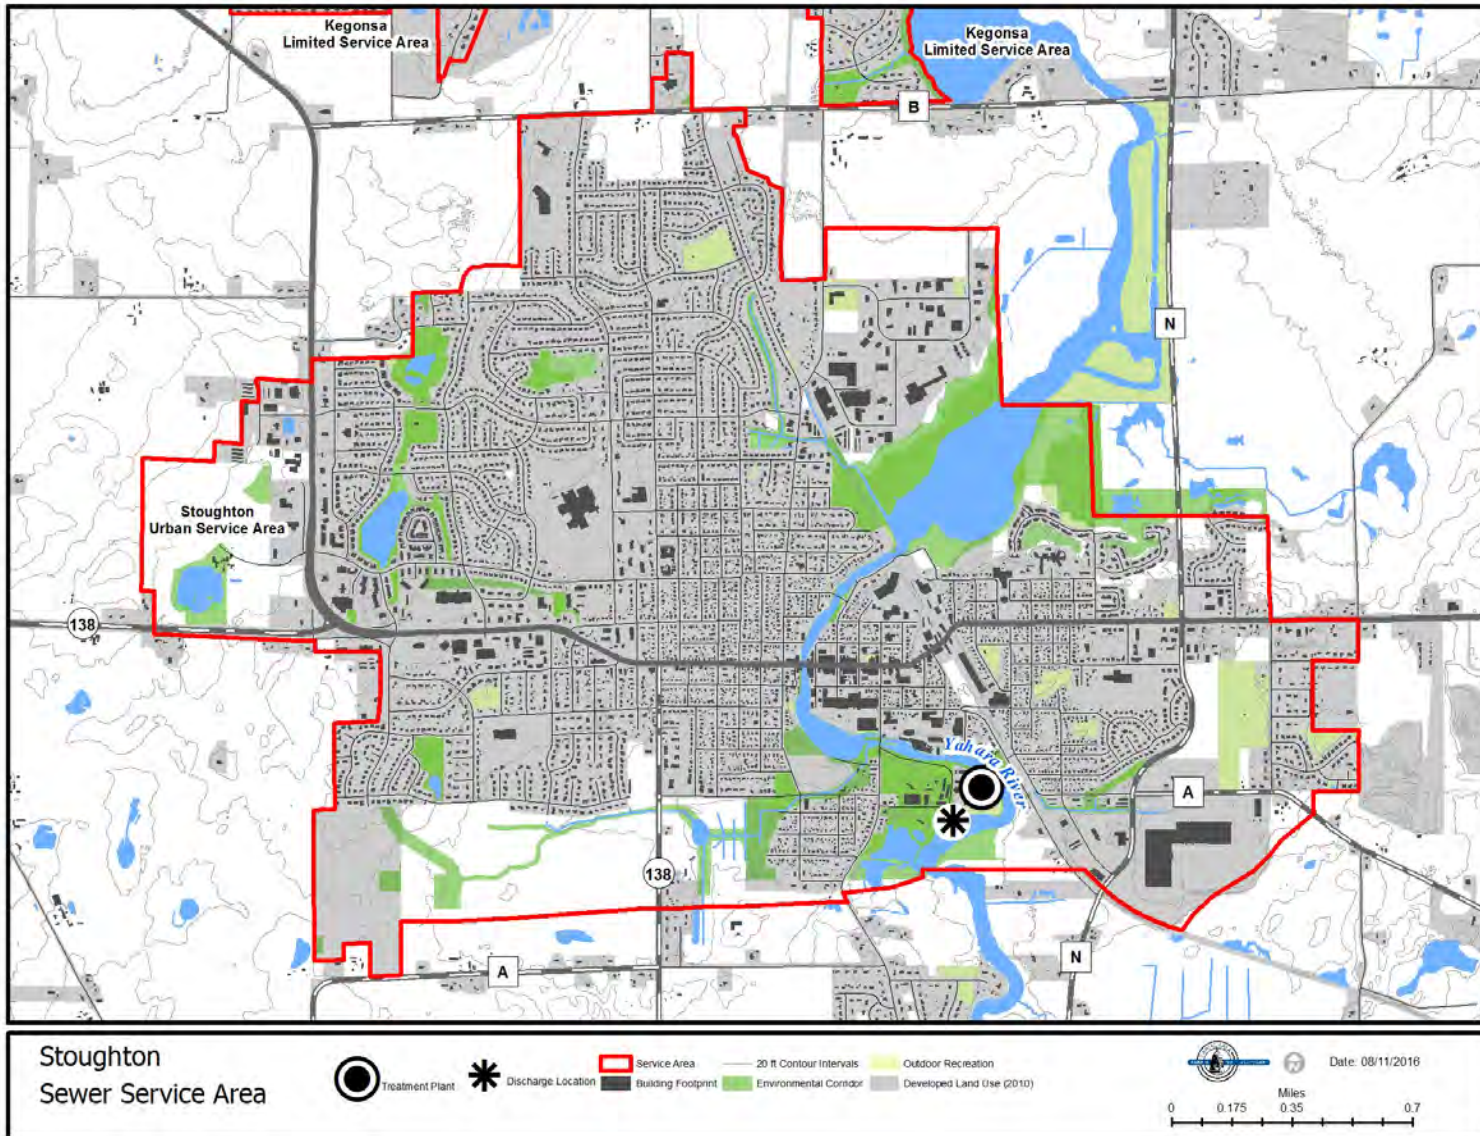 Kegonsa
Limited Service Area
Kegonsa
Limited Service Area
B
N
Stoughton
Urban Service Area
138
Yahara River
A
138
A
N
Stoughton
Sewer Service Area
Treatment Plant
Discharge Location
Service Area
Building Footprint
20 ft Contour Intervals
Environmental Corridor
Outdoor Recreation
Developed Land Use (2010)
Date: 08/11/2016
Miles
0 0.175 0.35 0.7